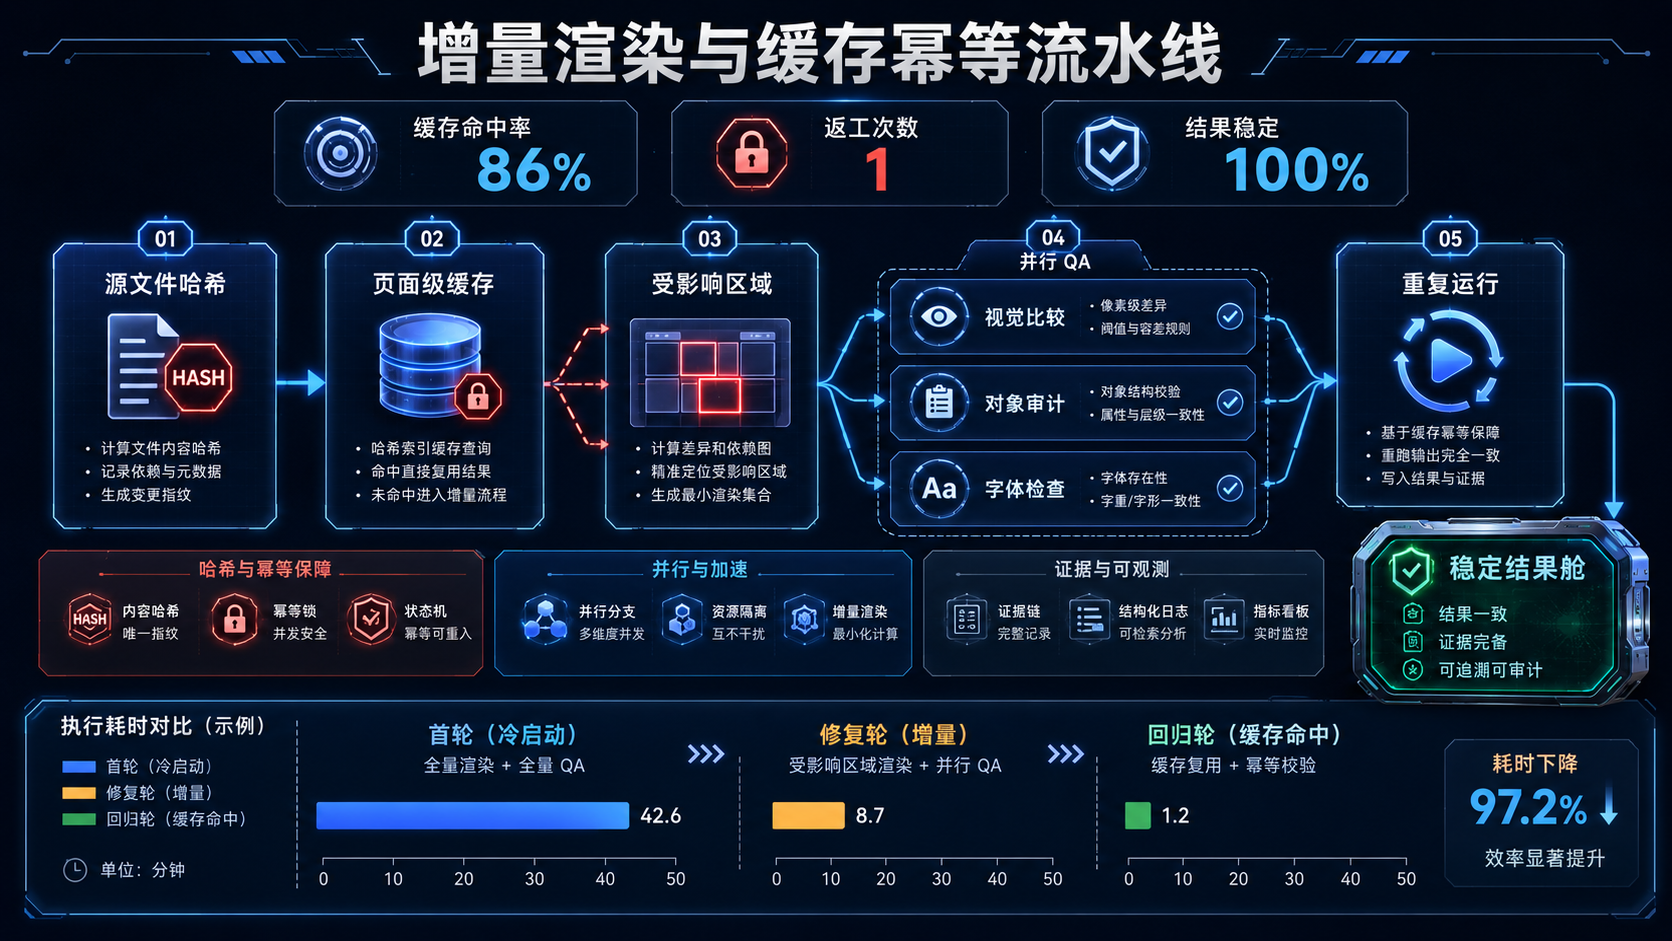 增量渲染与缓存幂等流水线
缓存命中率
86%
返工次数
1
结果稳定
100%
01
源文件哈希
HASH
• 计算文件内容哈希
• 记录依赖与元数据
• 生成变更指纹
02
页面级缓存
• 哈希索引缓存查询
• 命中直接复用结果
• 未命中进入增量流程
03
受影响区域
• 计算差异和依赖图
• 精准定位受影响区域
• 生成最小渲染集合
04
并行 QA
视觉比较
• 像素级差异
• 阈值与容差规则
对象审计
• 对象结构校验
• 属性与层级一致性
Aa
字体检查
• 字体存在性
• 字重/字形一致性
05
重复运行
• 基于缓存幂等保障
• 重跑输出完全一致
• 写入结果与证据
哈希与幂等保障
HASH
内容哈希
唯一指纹
幂等锁
并发安全
状态机
幂等可重入
并行与加速
并行分支
多维度并发
资源隔离
互不干扰
增量渲染
最小化计算
证据与可观测
证据链
完整记录
结构化日志
可检索分析
指标看板
实时监控
稳定结果舱
结果一致
证据完备
可追溯可审计
执行耗时对比（示例）
首轮（冷启动）
修复轮（增量）
回归轮（缓存命中）
单位：分钟
首轮（冷启动）
全量渲染 + 全量 QA
42.6
0 10 20 30 40 50
修复轮（增量）
受影响区域渲染 + 并行 QA
8.7
0 10 20 30 40 50
回归轮（缓存命中）
缓存复用 + 幂等校验
1.2
0 10 20 30 40 50
耗时下降
97.2%
效率显著提升